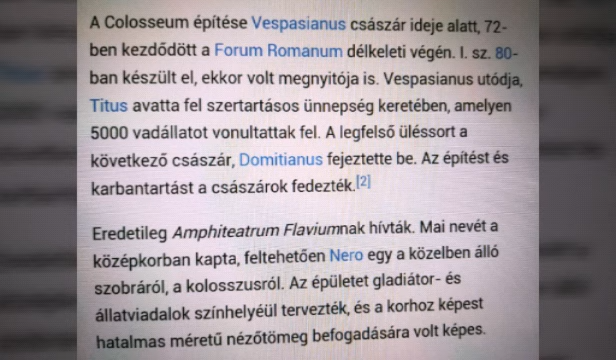 A Colosseum építése Vespasianus császár ideje alatt, 72-
ben kezdődött a Forum Romanum délkeleti végén. I. sz. 80-
ban készült el, ekkor volt megnyitója is. Vespasianus utódja,
Titus avatta fel szertartásos ünnepség keretében, amelyen
5000 vadállatot vonultattak fel. A legfelső üléssort a
következő császár, Domitianus fejeztette be. Az építést és
karbantartást a császárok fedezték.[2]
Eredetileg Amphiteatrum Flaviumnak hívták. Mai nevét a
középkorban kapta, feltehetően Nero egy a közelben álló
szobráról, a kolosszusról. Az épületet gladiátor- és
állatviadalok színhelyéül tervezték, és a korhoz képest
hatalmas méretű nézőtömeg befogadására volt képes.